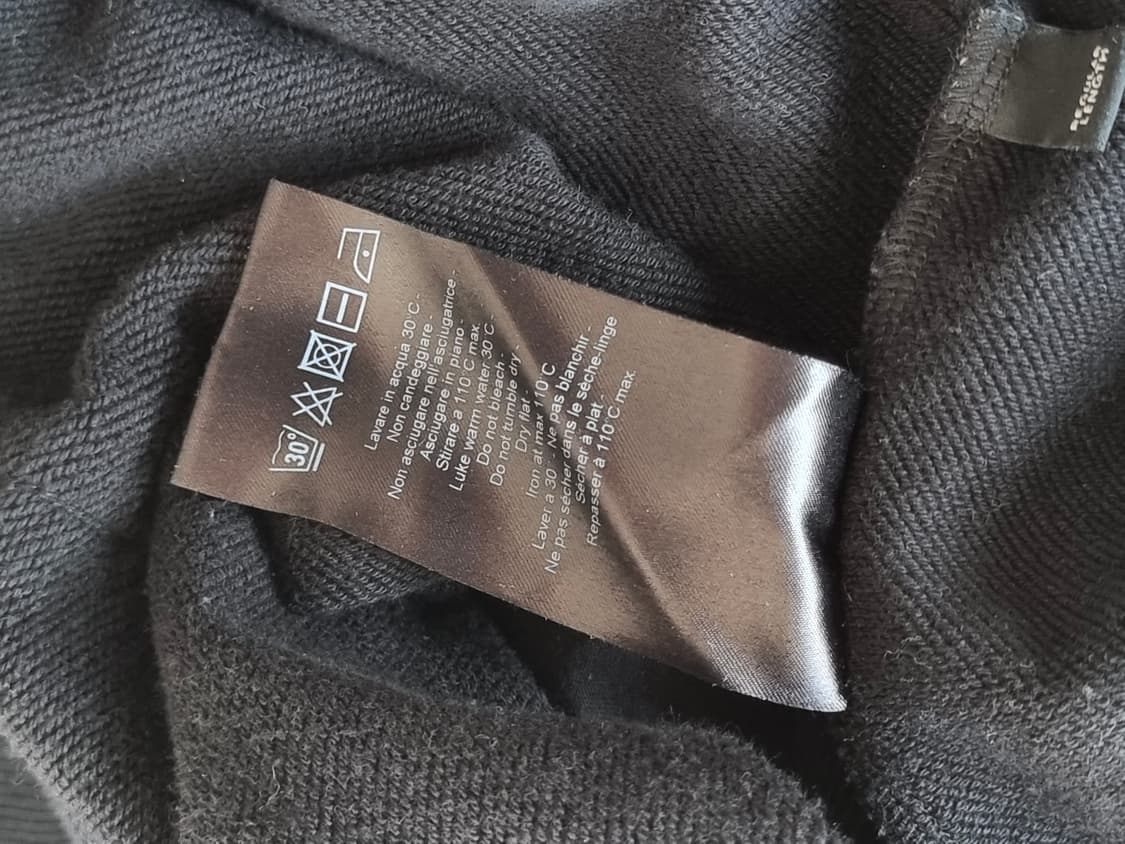 30°
Lavare in acqua 30°C -
Non candeggiare -
Non asciugare nell'asciugatrice -
Asciugare in piano -
Stirare a 110°C max.
Luke warm water 30°C -
Do not bleach -
Do not tumble dry -
Dry flat -
Iron at max 110°C
Laver a 30° - Ne pas blanchir -
Ne pas sécher dans le sèche-linge
Sécher à plat -
Repasser à 110°C max.
REGULAR
LENGTH